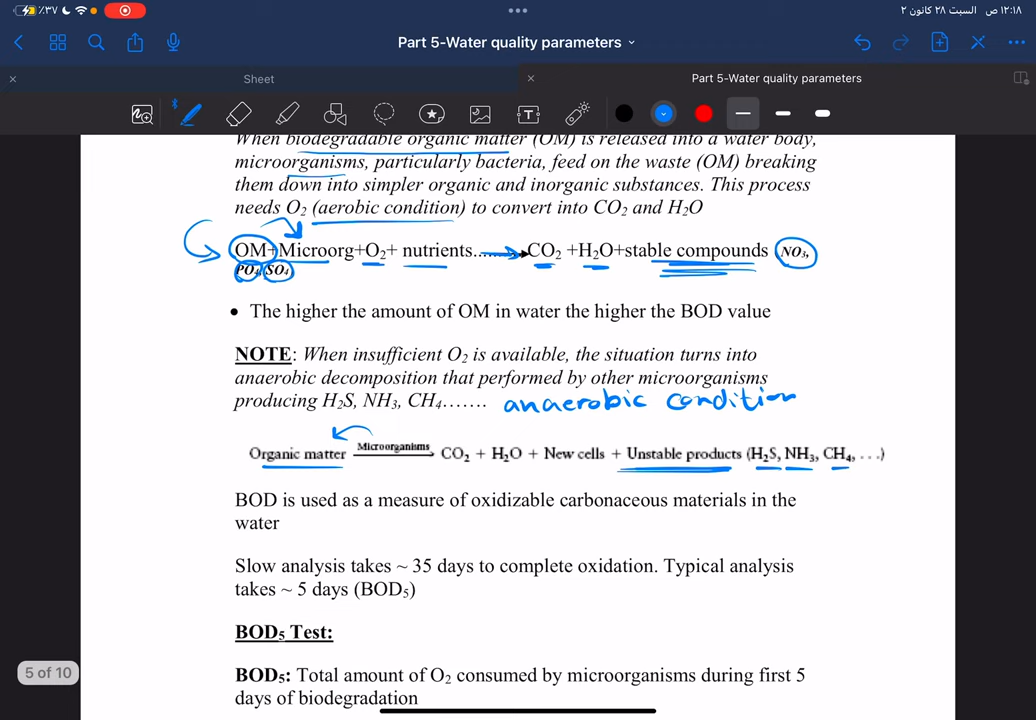 ٪٣٧
١٢:١٨ ص السبت ٢٨ كانون ٢
Part 5-Water quality parameters
Sheet
Part 5-Water quality parameters
When biodegradable organic matter (OM) is released into a water body,
microorganisms, particularly bacteria, feed on the waste (OM) breaking
them down into simpler organic and inorganic substances. This process
needs O₂ (aerobic condition) to convert into CO₂ and H₂O
OM+Microorg+O₂+ nutrients........CO₂ +H₂O+stable compounds (NO₃,
PO₄, SO₄)
• The higher the amount of OM in water the higher the BOD value
NOTE: When insufficient O₂ is available, the situation turns into
anaerobic decomposition that performed by other microorganisms
producing H₂S, NH₃, CH₄....... anaerobic condition
Microorganisms
Organic matter → CO₂ + H₂O + New cells + Unstable products (H₂S, NH₃, CH₄, . . .)
BOD is used as a measure of oxidizable carbonaceous materials in the
water
Slow analysis takes ~ 35 days to complete oxidation. Typical analysis
takes ~ 5 days (BOD₅)
BOD₅ Test:
5 of 10
BOD₅: Total amount of O₂ consumed by microorganisms during first 5
days of biodegradation